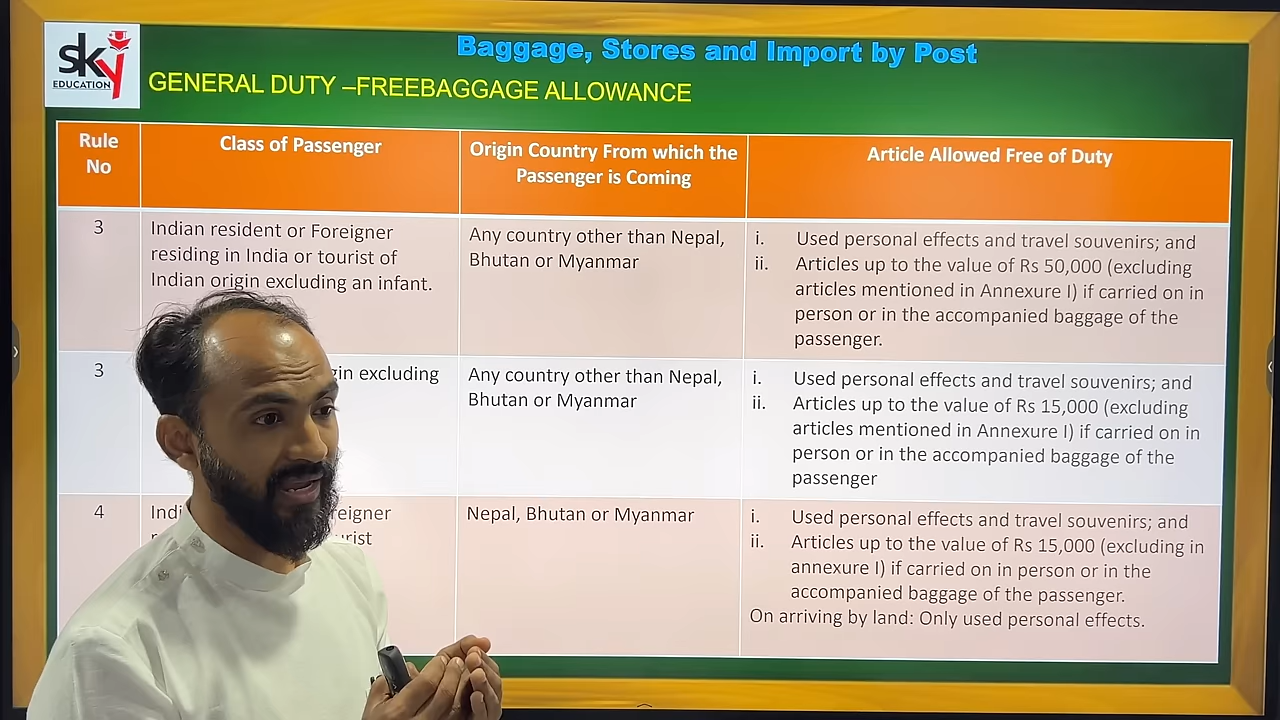 sky
EDUCATION
Baggage, Stores and Import by Post
GENERAL DUTY –FREEBAGGAGE ALLOWANCE
Rule
No
Class of Passenger
Origin Country From which the
Passenger is Coming
Article Allowed Free of Duty
3
Indian resident or Foreigner
residing in India or tourist of
Indian origin excluding an infant.
Any country other than Nepal,
Bhutan or Myanmar
i. Used personal effects and travel souvenirs; and
ii. Articles up to the value of Rs 50,000 (excluding
articles mentioned in Annexure I) if carried on in
person or in the accompanied baggage of the
passenger.
3
excluding
Any country other than Nepal,
Bhutan or Myanmar
i. Used personal effects and travel souvenirs; and
ii. Articles up to the value of Rs 15,000 (excluding
articles mentioned in Annexure I) if carried on in
person or in the accompanied baggage of the
passenger
4
Nepal, Bhutan or Myanmar
i. Used personal effects and travel souvenirs; and
ii. Articles up to the value of Rs 15,000 (excluding in
annexure I) if carried on in person or in the
accompanied baggage of the passenger.
On arriving by land: Only used personal effects.